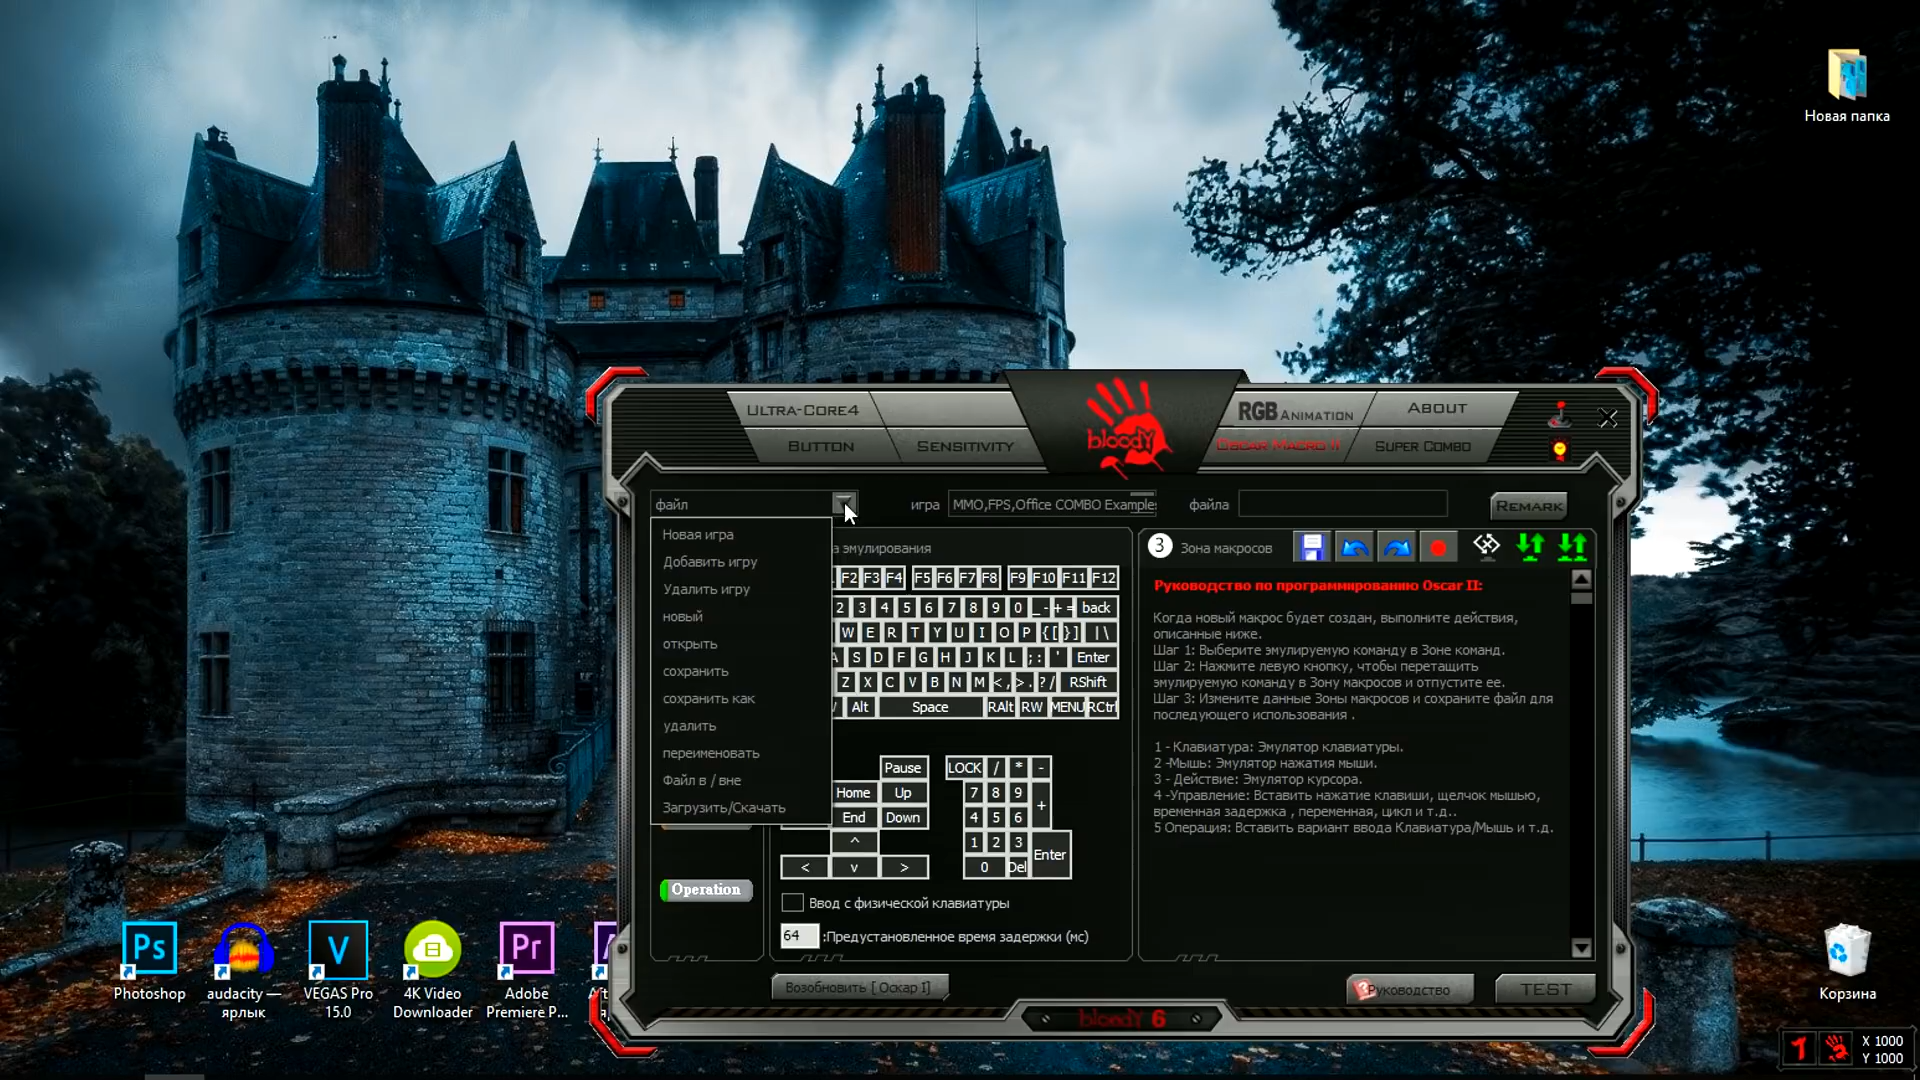 Новая папка
ULTRA-CORE4
RGB ANIMATION
ABOUT
BUTTON
SENSITIVITY
bloody
OSCAR MACRO II
SUPER COMBO
файл
игра
MMO,FPS,Office COMBO Example
файла
REMARK
Новая игра
Добавить игру
Удалить игру
новый
открыть
сохранить
сохранить как
удалить
переименовать
Файл в / вне
Загрузить/Скачать
Operation
а эмулирования
F2 F3 F4 F5 F6 F7 F8 F9 F10 F11 F12
2 3 4 5 6 7 8 9 0 _ - + = back
W E R T Y U I O P { [ } ] | \
A S D F G H J K L ; : ' Enter
Z X C V B N M < , > . ? / RShift
Alt Space RAlt RW MENU RCtrl
Pause LOCK / * -
Home Up 7 8 9 +
End Down 4 5 6
^ 1 2 3 Enter
< v > 0 Del
Ввод с физической клавиатуры
64 :Предустановленное время задержки (мс)
3 Зона макросов
Руководство по программированию Oscar II:
Когда новый макрос будет создан, выполните действия,
описанные ниже.
Шаг 1: Выберите эмулируемую команду в Зоне команд.
Шаг 2: Нажмите левую кнопку, чтобы перетащить
эмулируемую команду в Зону макросов и отпустите ее.
Шаг 3: Измените данные Зоны макросов и сохраните файл для
последующего использования .
1 - Клавиатура: Эмулятор клавиатуры.
2 -Мышь: Эмулятор нажатия мыши.
3 - Действие: Эмулятор курсора.
4 -Управление: Вставить нажатие клавиши, щелчок мышью,
временная задержка , переменная, цикл и т.д..
5 Операция: Вставить вариант ввода Клавиатура/Мышь и т.д.
Возобновить [ Оскар I]
Руководство
TEST
bloody 6
Ps
V
Pr
Photoshop
audacity —
ярлык
VEGAS Pro
15.0
4K Video
Downloader
Adobe
Premiere P...
Корзина
1
X 1000
Y 1000